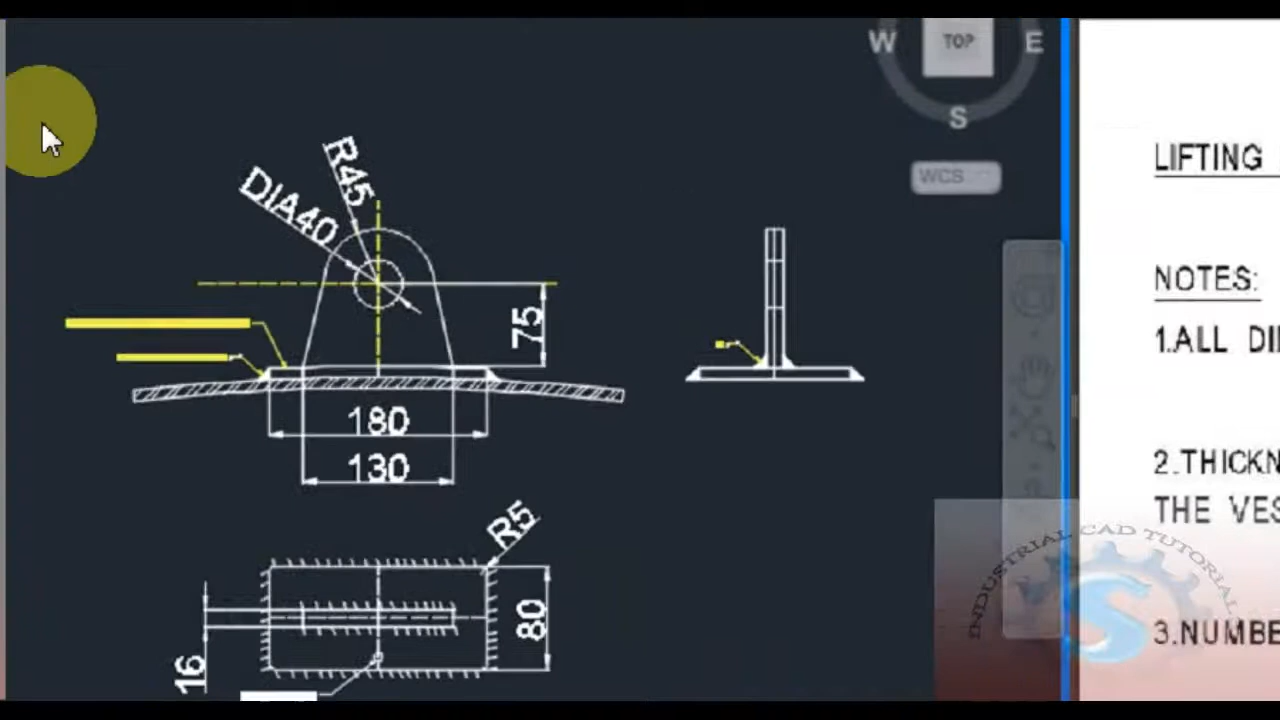 W TOP E
S
WCS
R45
DIA40
75
180
130
R5
80
16
LIFTING
NOTES:
1.ALL
2.THICKN
THE VES
3.NUMBE
INDUSTRIAL CAD TUTORIAL
S